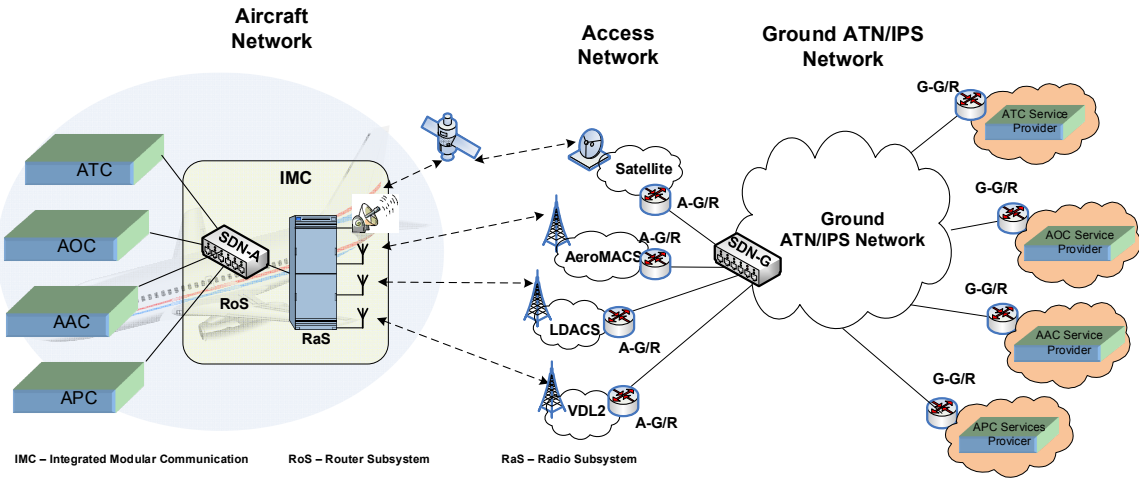 Aircraft
Network
Access
Network
Ground ATN/IPS
Network
ATC
AOC
AAC
APC
IMC
SDN-A
RoS
RaS
Satellite
A-G/R
AeroMACS
A-G/R
LDACS
A-G/R
VDL2
A-G/R
SDN-G
Ground
ATN/IPS Network
G-G/R
ATC Service
Provider
G-G/R
AOC Service
Provider
G-G/R
AAC Service
Provider
G-G/R
APC Services
Provicer
IMC – Integrated Modular Communication
RoS – Router Subsystem
RaS – Radio Subsystem